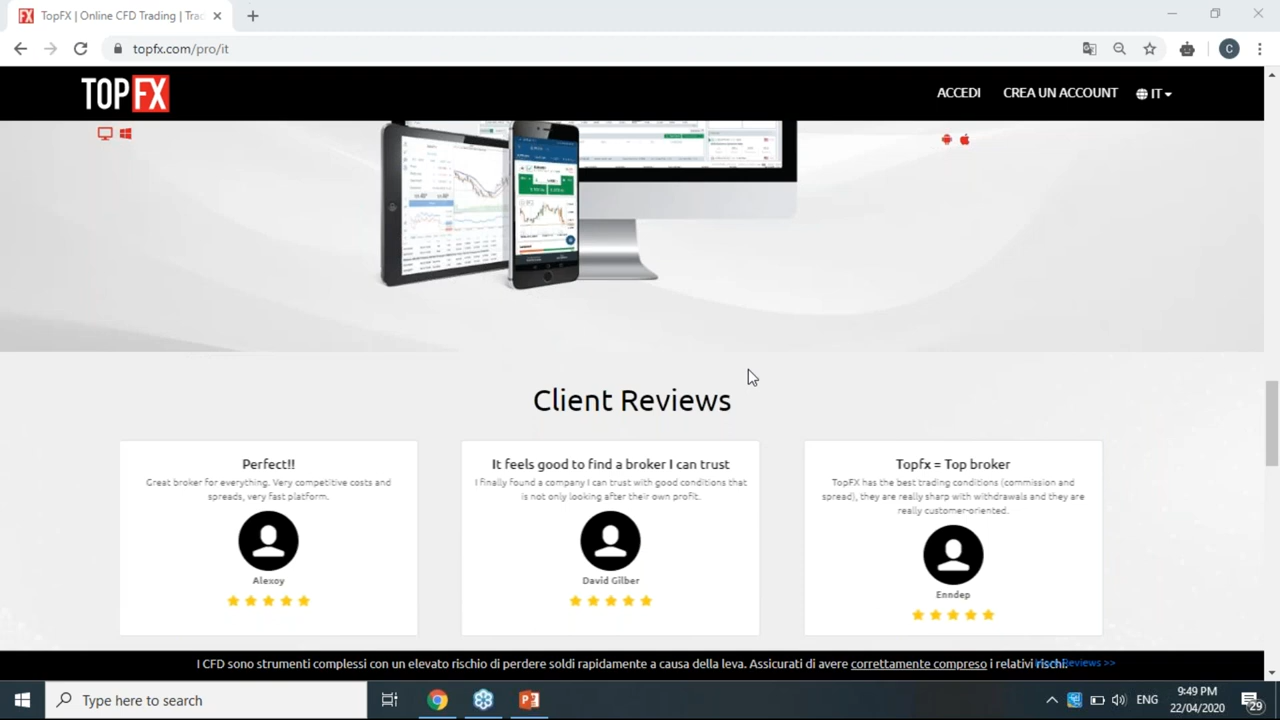 TopFX | Online CFD Trading | Trad
topfx.com/pro/it
C
TOPFX
ACCEDI
CREA UN ACCOUNT
IT
Client Reviews
Perfect!!
Great broker for everything. Very competitive costs and
spreads, very fast platform.
Alexoy
It feels good to find a broker I can trust
I finally found a company I can trust with good conditions that
is not only looking after their own profit.
David Gilber
Topfx = Top broker
TopFX has the best trading conditions (commission and
spread), they are really sharp with withdrawals and they are
really customer-oriented.
Enndep
I CFD sono strumenti complessi con un elevato rischio di perdere soldi rapidamente a causa della leva. Assicurati di avere correttamente compreso i relativi rischi.
Reviews >>
Type here to search
ENG
9:49 PM
22/04/2020
29